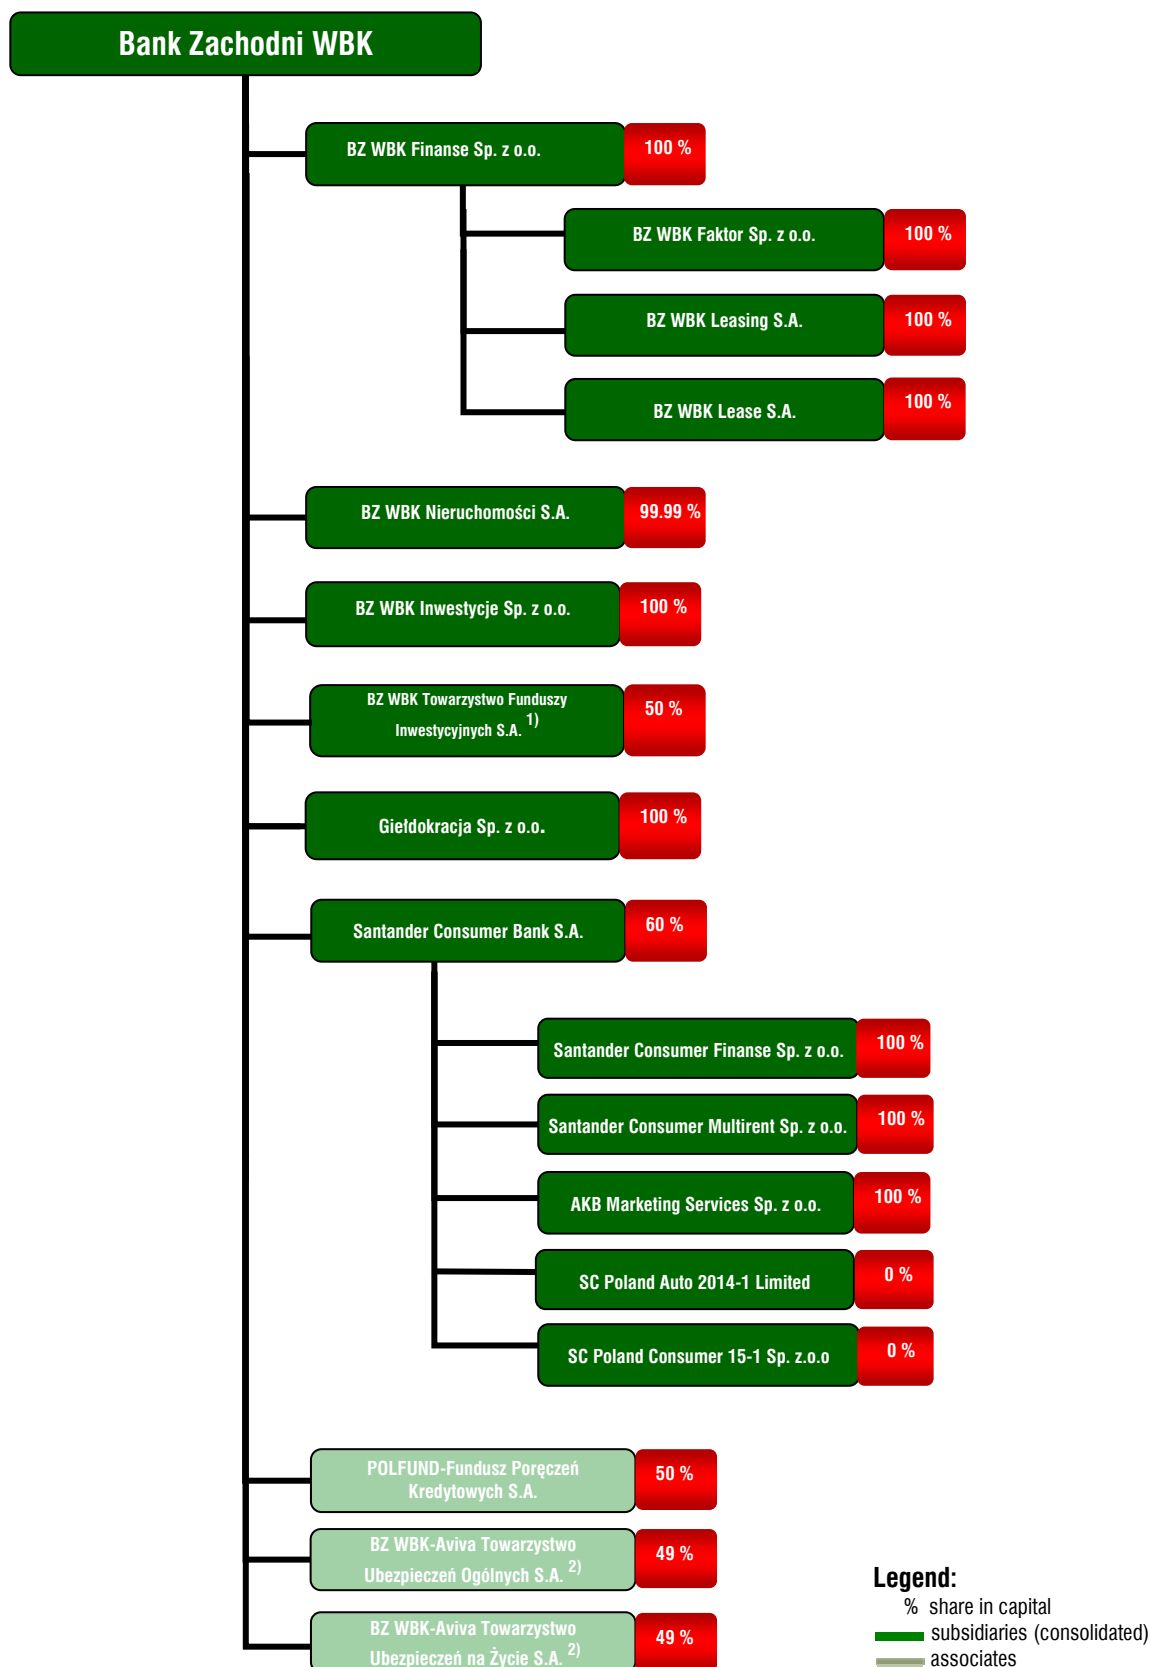 Bank Zachodni WBK
BZ WBK Finanse Sp. z o.o.
100 %
BZ WBK Faktor Sp. z o.o.
100 %
BZ WBK Leasing S.A.
100 %
BZ WBK Lease S.A.
100 %
BZ WBK Nieruchomości S.A.
99.99 %
BZ WBK Inwestycje Sp. z o.o.
100 %
BZ WBK Towarzystwo Funduszy
Inwestycyjnych S.A. 1)
50 %
Giełdokracja Sp. z o.o.
100 %
Santander Consumer Bank S.A.
60 %
Santander Consumer Finanse Sp. z o.o.
100 %
Santander Consumer Multirent Sp. z o.o.
100 %
AKB Marketing Services Sp. z o.o.
100 %
SC Poland Auto 2014-1 Limited
0 %
SC Poland Consumer 15-1 Sp. z.o.o
0 %
POLFUND-Fundusz Poręczeń
Kredytowych S.A.
50 %
BZ WBK-Aviva Towarzystwo
Ubezpieczeń Ogólnych S.A. 2)
49 %
BZ WBK-Aviva Towarzystwo
Ubezpieczeń na Życie S.A. 2)
49 %
Legend:
% share in capital
subsidiaries (consolidated)
associates